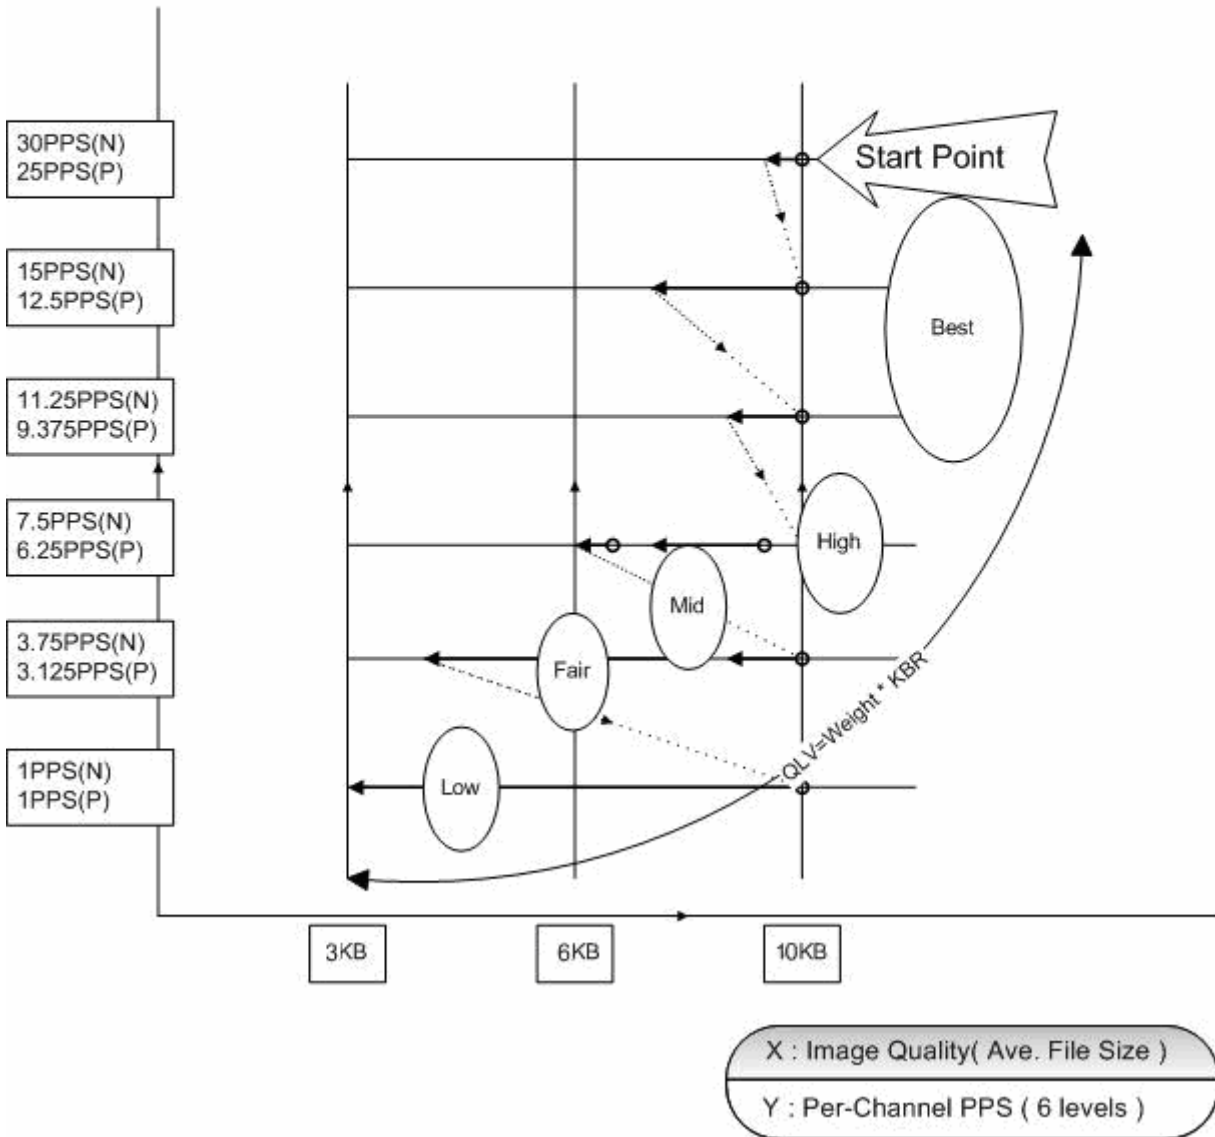 30PPS(N)
25PPS(P)
Start Point
15PPS(N)
12.5PPS(P)
Best
11.25PPS(N)
9.375PPS(P)
7.5PPS(N)
6.25PPS(P)
High
Mid
3.75PPS(N)
3.125PPS(P)
Fair
QLV=Weight * KBR
1PPS(N)
1PPS(P)
Low
3KB
6KB
10KB
X : Image Quality( Ave. File Size )
Y : Per-Channel PPS ( 6 levels )